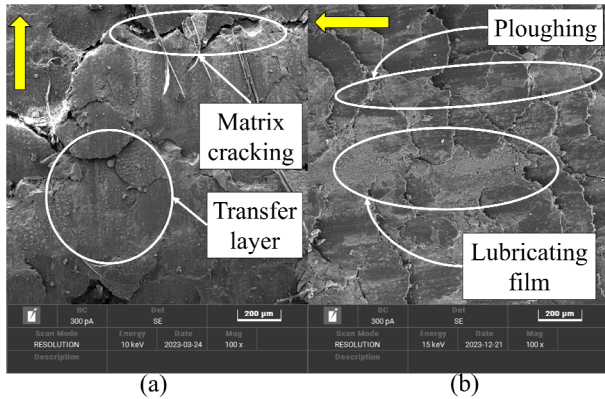 Matrix
cracking
Transfer
layer
BC
300 pA
Det
SE
200 µm
Scan Mode
RESOLUTION
Energy
10 keV
Date
2023-03-24
Mag
100 x
Description
(a)
Ploughing
Lubricating
film
BC
300 pA
Det
SE
200 µm
Scan Mode
RESOLUTION
Energy
15 keV
Date
2023-12-21
Mag
100 x
Description
(b)